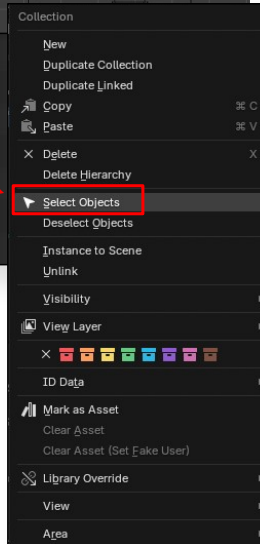 Collection
New
Duplicate Collection
Duplicate Linked
Copy ⌘ C
Paste ⌘ V
Delete X
Delete Hierarchy
Select Objects
Deselect Objects
Instance to Scene
Unlink
Visibility
View Layer
ID Data
Mark as Asset
Clear Asset
Clear Asset (Set Fake User)
Library Override
View
Area